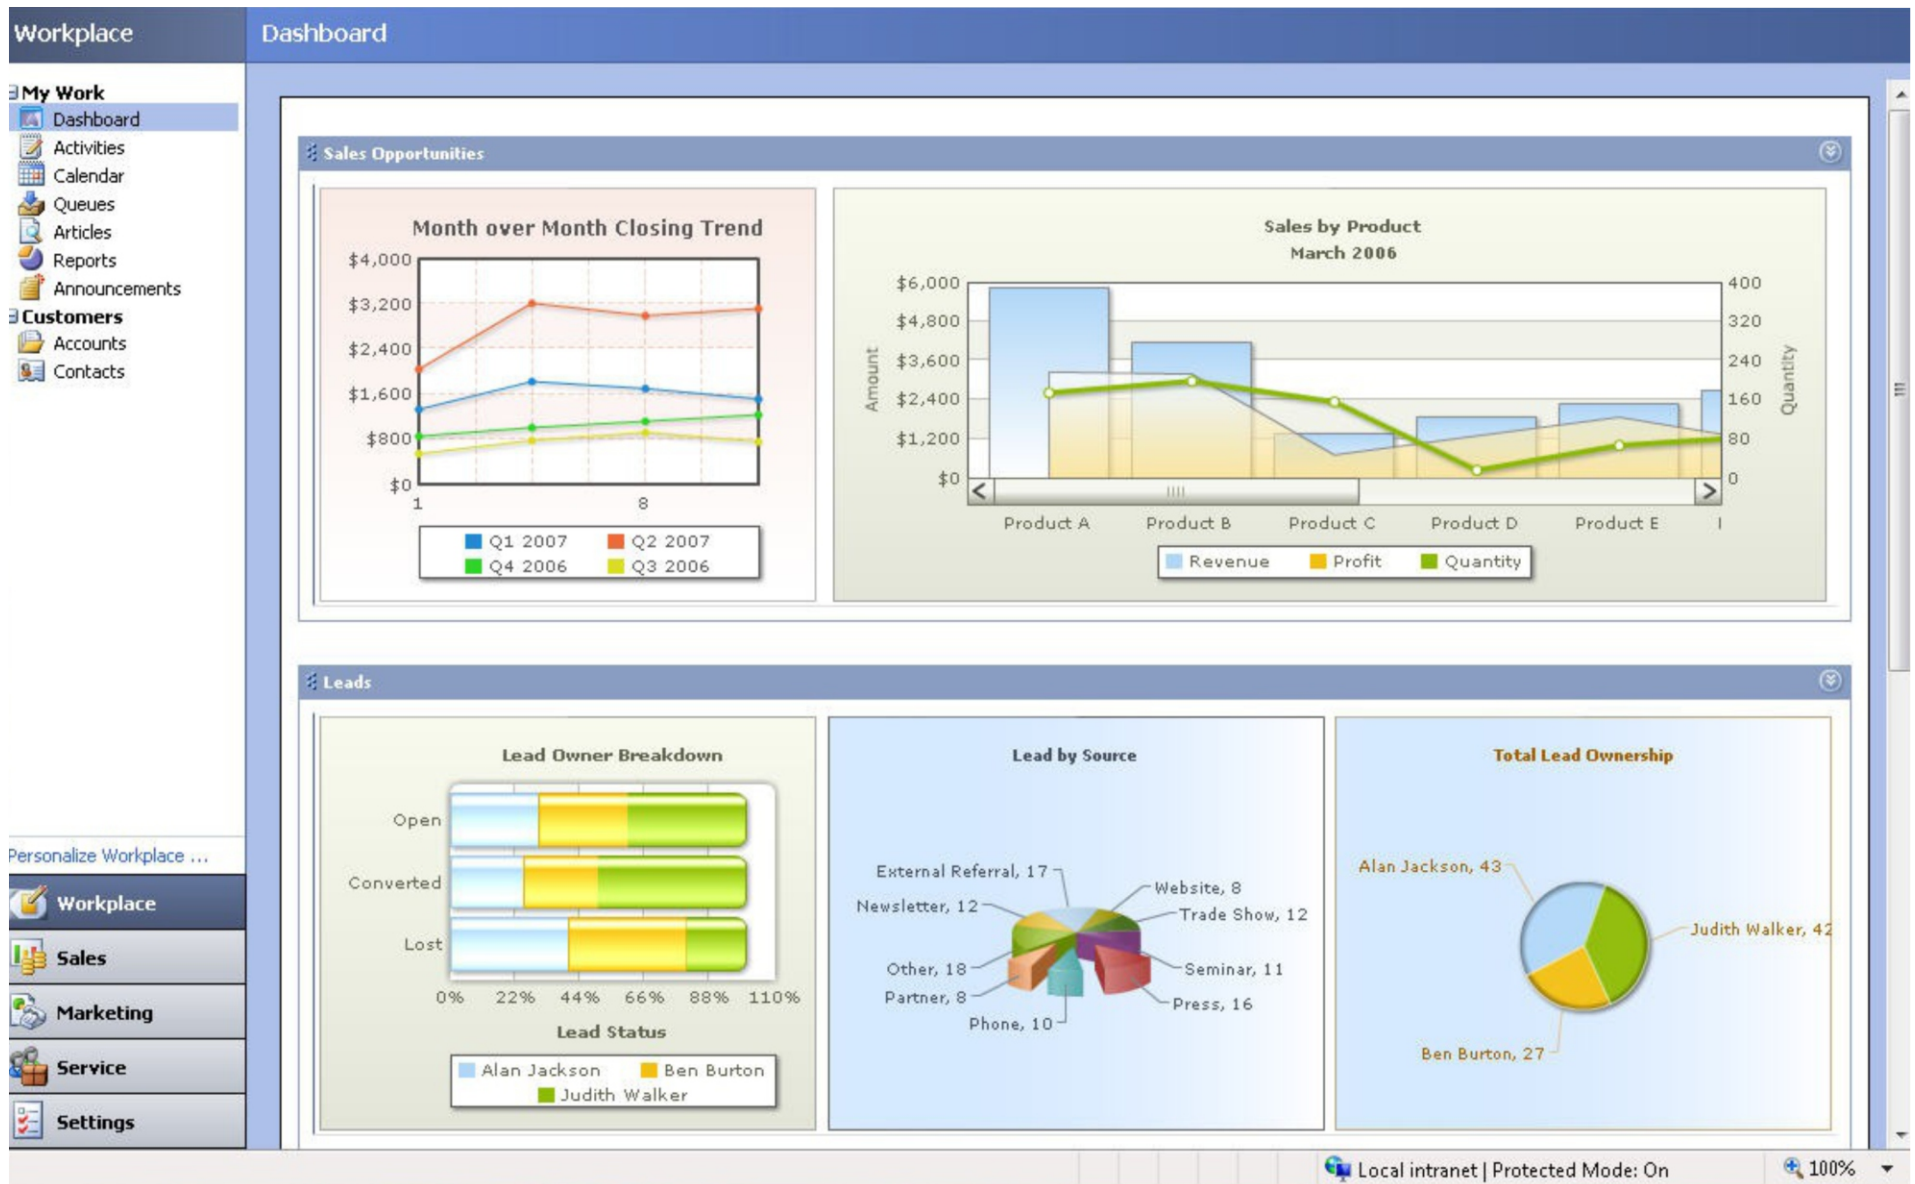 Workplace
Dashboard
My Work
Dashboard
Activities
Calendar
Queues
Articles
Reports
Announcements
Customers
Accounts
Contacts
Personalize Workplace ...
Workplace
Sales
Marketing
Service
Settings
Sales Opportunities
Month over Month Closing Trend
$4,000
$3,200
$2,400
$1,600
$800
$0
1 8
Q1 2007 Q2 2007
Q4 2006 Q3 2006
Sales by Product
March 2006
Amount
$6,000
$4,800
$3,600
$2,400
$1,200
$0
400
320
240
160
80
0
Quantity
Product A Product B Product C Product D Product E
Revenue Profit Quantity
Leads
Lead Owner Breakdown
Open
Converted
Lost
0% 22% 44% 66% 88% 110%
Lead Status
Alan Jackson Ben Burton
Judith Walker
Lead by Source
External Referral, 17
Website, 8
Newsletter, 12
Trade Show, 12
Other, 18
Seminar, 11
Partner, 8
Press, 16
Phone, 10
Total Lead Ownership
Alan Jackson, 43
Judith Walker, 42
Ben Burton, 27
Local intranet | Protected Mode: On
100%